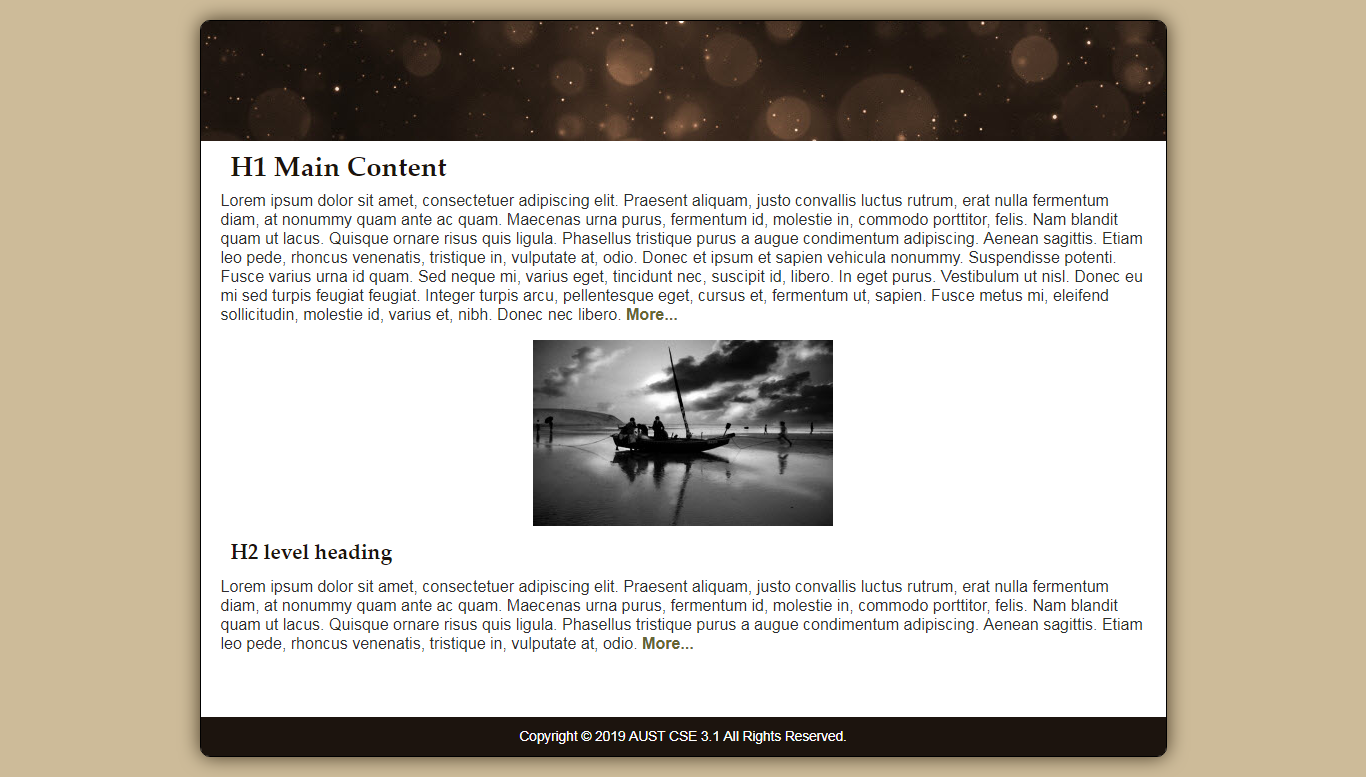 H1 Main Content
Lorem ipsum dolor sit amet, consectetuer adipiscing elit. Praesent aliquam, justo convallis luctus rutrum, erat nulla fermentum
diam, at nonummy quam ante ac quam. Maecenas urna purus, fermentum id, molestie in, commodo porttitor, felis. Nam blandit
quam ut lacus. Quisque ornare risus quis ligula. Phasellus tristique purus a augue condimentum adipiscing. Aenean sagittis. Etiam
leo pede, rhoncus venenatis, tristique in, vulputate at, odio. Donec et ipsum et sapien vehicula nonummy. Suspendisse potenti.
Fusce varius urna id quam. Sed neque mi, varius eget, tincidunt nec, suscipit id, libero. In eget purus. Vestibulum ut nisl. Donec eu
mi sed turpis feugiat feugiat. Integer turpis arcu, pellentesque eget, cursus et, fermentum ut, sapien. Fusce metus mi, eleifend
sollicitudin, molestie id, varius et, nibh. Donec nec libero. More...
H2 level heading
Lorem ipsum dolor sit amet, consectetuer adipiscing elit. Praesent aliquam, justo convallis luctus rutrum, erat nulla fermentum
diam, at nonummy quam ante ac quam. Maecenas urna purus, fermentum id, molestie in, commodo porttitor, felis. Nam blandit
quam ut lacus. Quisque ornare risus quis ligula. Phasellus tristique purus a augue condimentum adipiscing. Aenean sagittis. Etiam
leo pede, rhoncus venenatis, tristique in, vulputate at, odio. More...
Copyright © 2019 AUST CSE 3.1 All Rights Reserved.